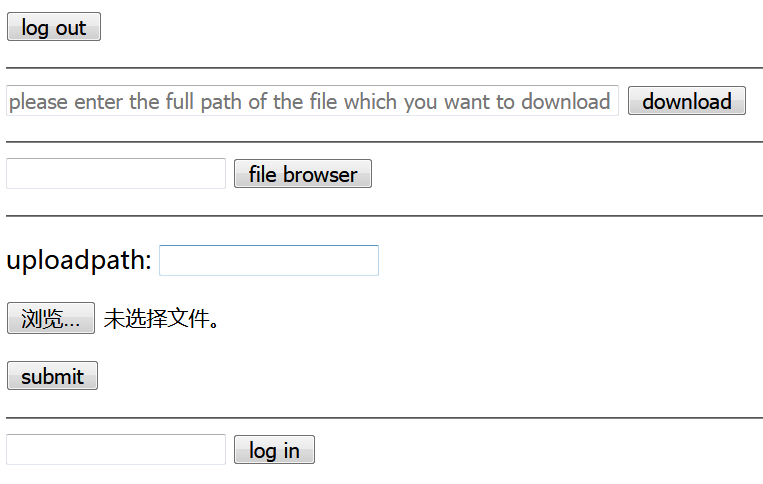 log out
please enter the full path of the file which you want to download download
file browser
uploadpath:
浏览... 未选择文件。
submit
log in